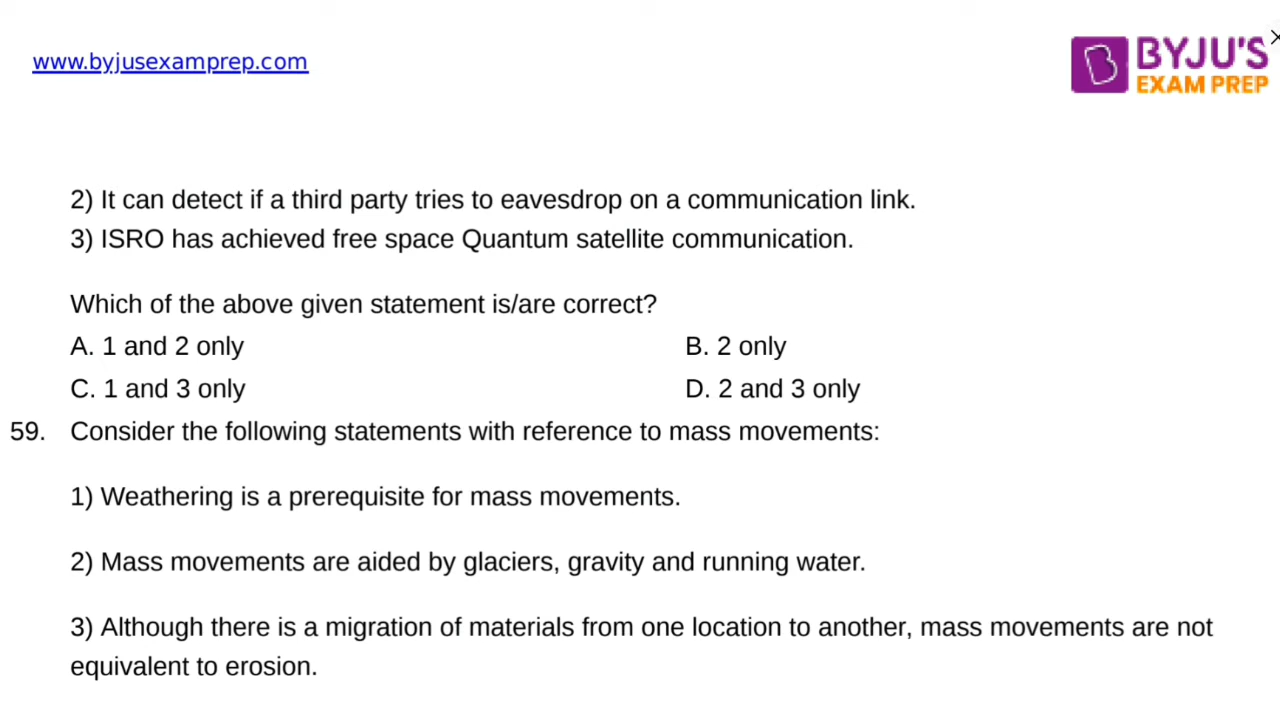 www.byjusexamprep.com
BYJU'S
EXAM PREP
2) It can detect if a third party tries to eavesdrop on a communication link.
3) ISRO has achieved free space Quantum satellite communication.
Which of the above given statement is/are correct?
A. 1 and 2 only B. 2 only
C. 1 and 3 only D. 2 and 3 only
59. Consider the following statements with reference to mass movements:
1) Weathering is a prerequisite for mass movements.
2) Mass movements are aided by glaciers, gravity and running water.
3) Although there is a migration of materials from one location to another, mass movements are not
equivalent to erosion.